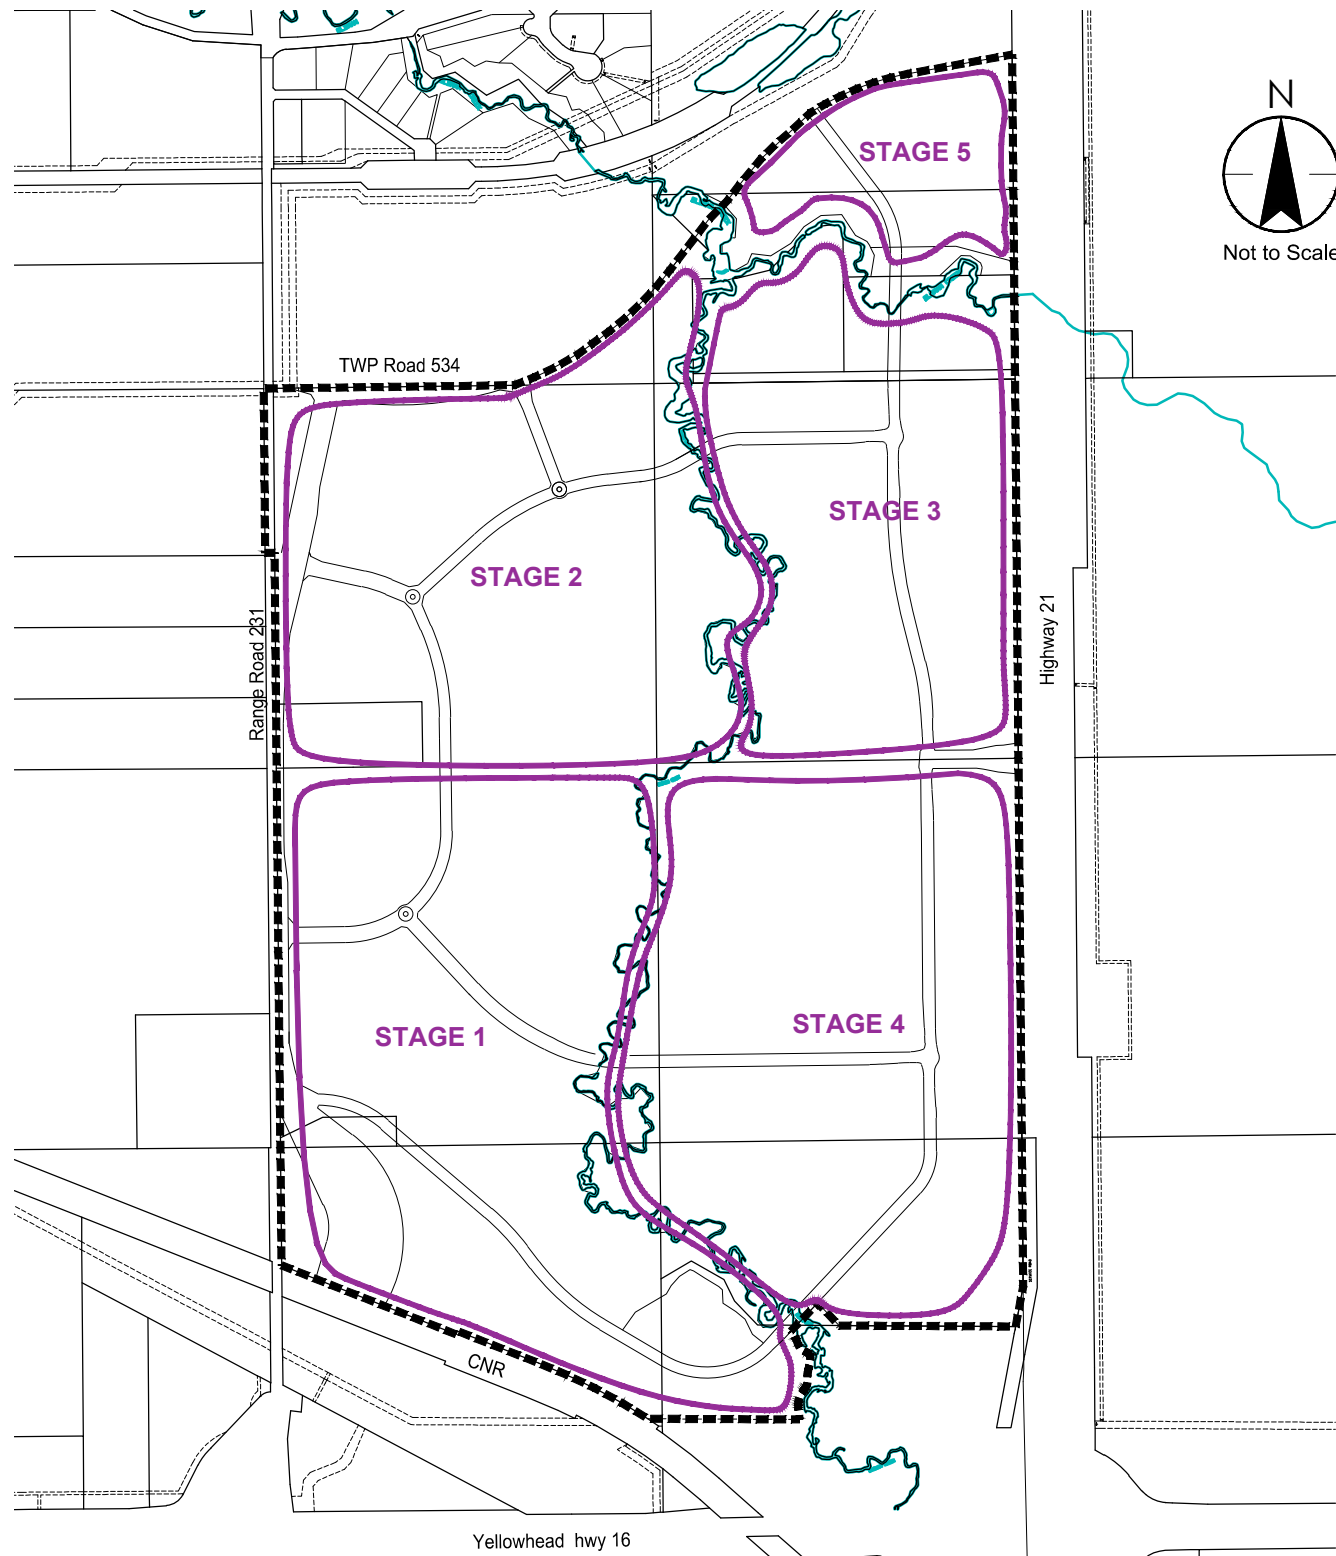 N
STAGE 5
Not to Scale
TWP Road 534
STAGE 3
STAGE 2
Range Road 231
Highway 21
STAGE 4
STAGE 1
CNR
Yellowhead hwy 16